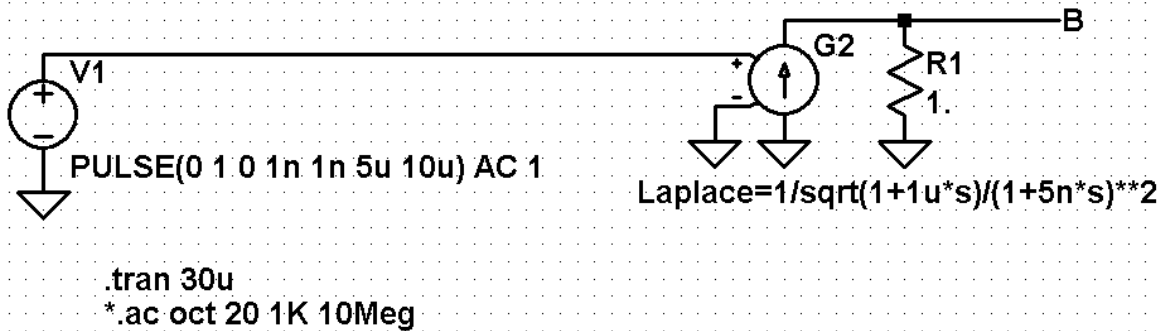 B
G2
V1
+
-
R1
1.
+
-
PULSE(0 1 0 1n 1n 5u 10u) AC 1
Laplace=1/sqrt(1+1u*s)/(1+5n*s)**2
.tran 30u
*.ac oct 20 1K 10Meg